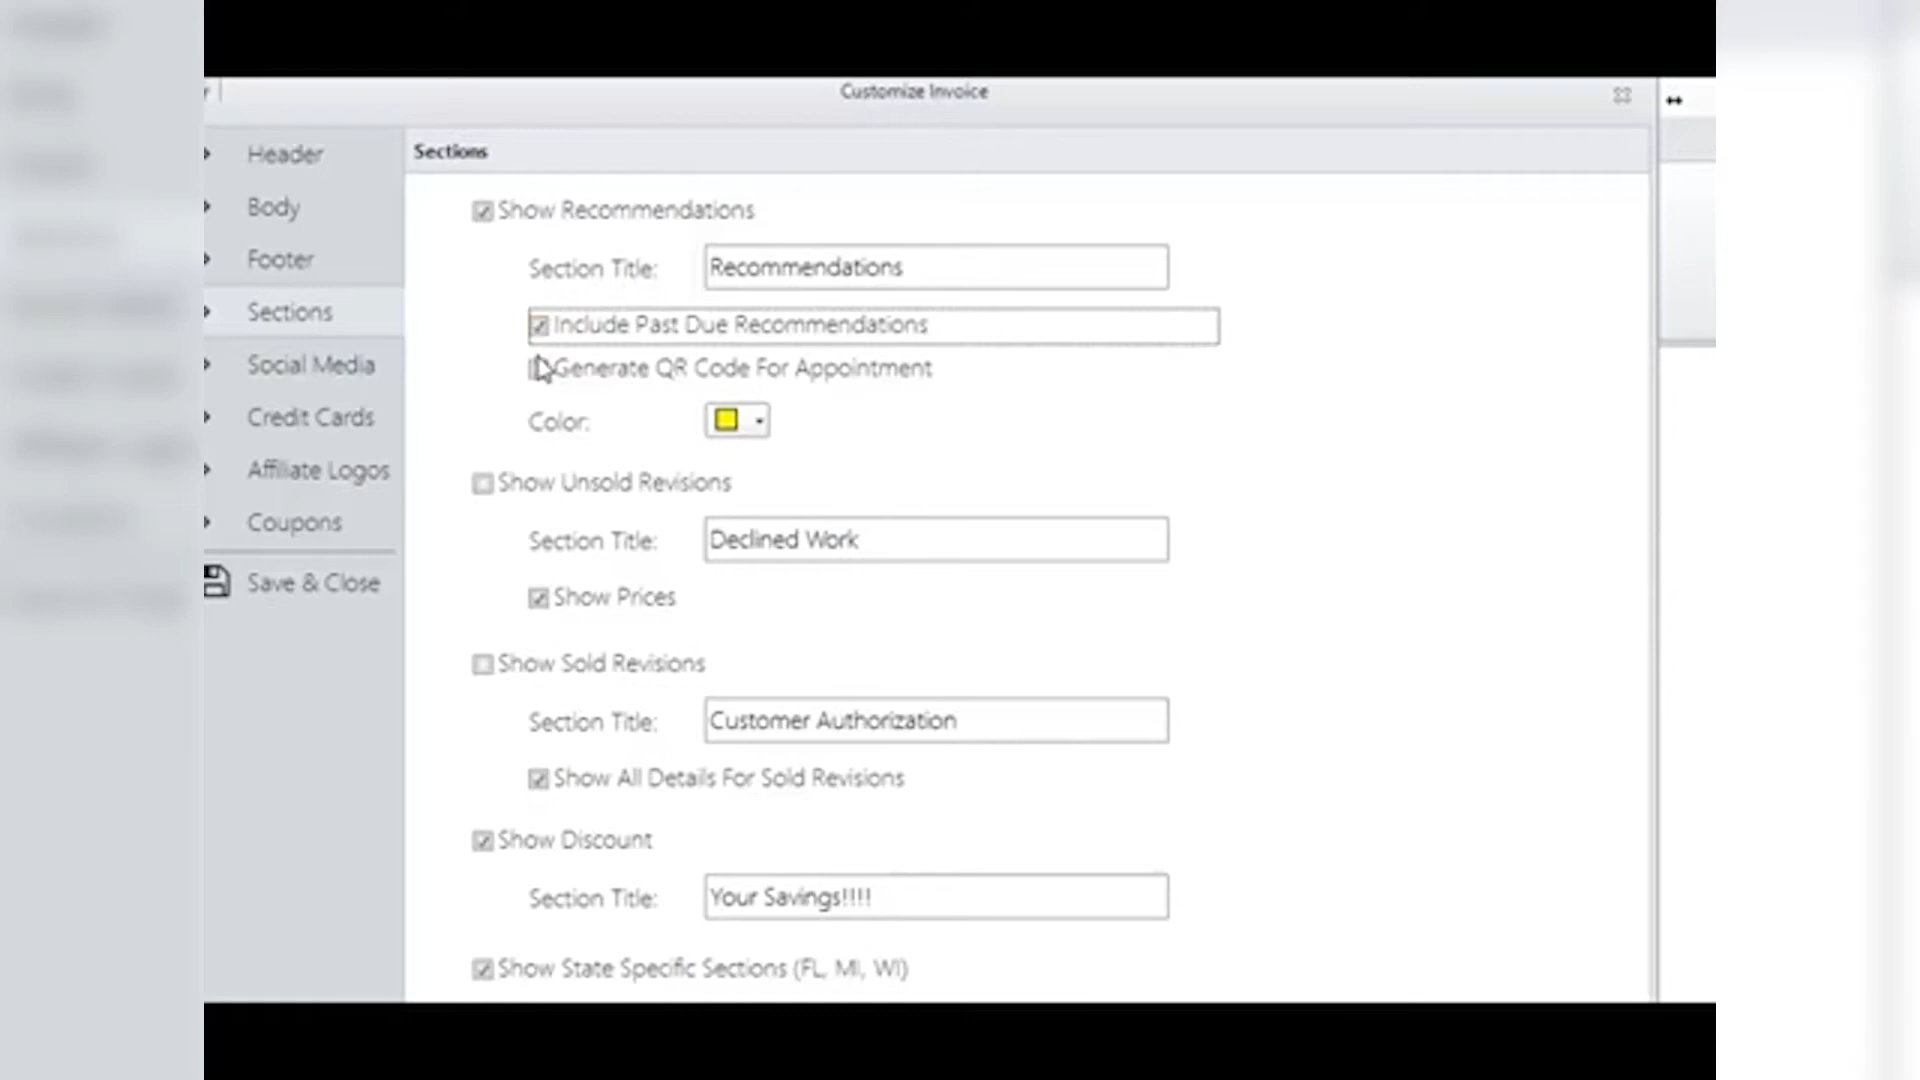 Customize Invoice
Header
Body
Footer
Sections
Social Media
Credit Cards
Affiliate Logos
Coupons
Save & Close
Sections
Show Recommendations
Section Title: Recommendations
Include Past Due Recommendations
Generate QR Code For Appointment
Color:
Show Unsold Revisions
Section Title: Declined Work
Show Prices
Show Sold Revisions
Section Title: Customer Authorization
Show All Details For Sold Revisions
Show Discount
Section Title: Your Savings!!!!
Show State Specific Sections (FL, MI, WI)